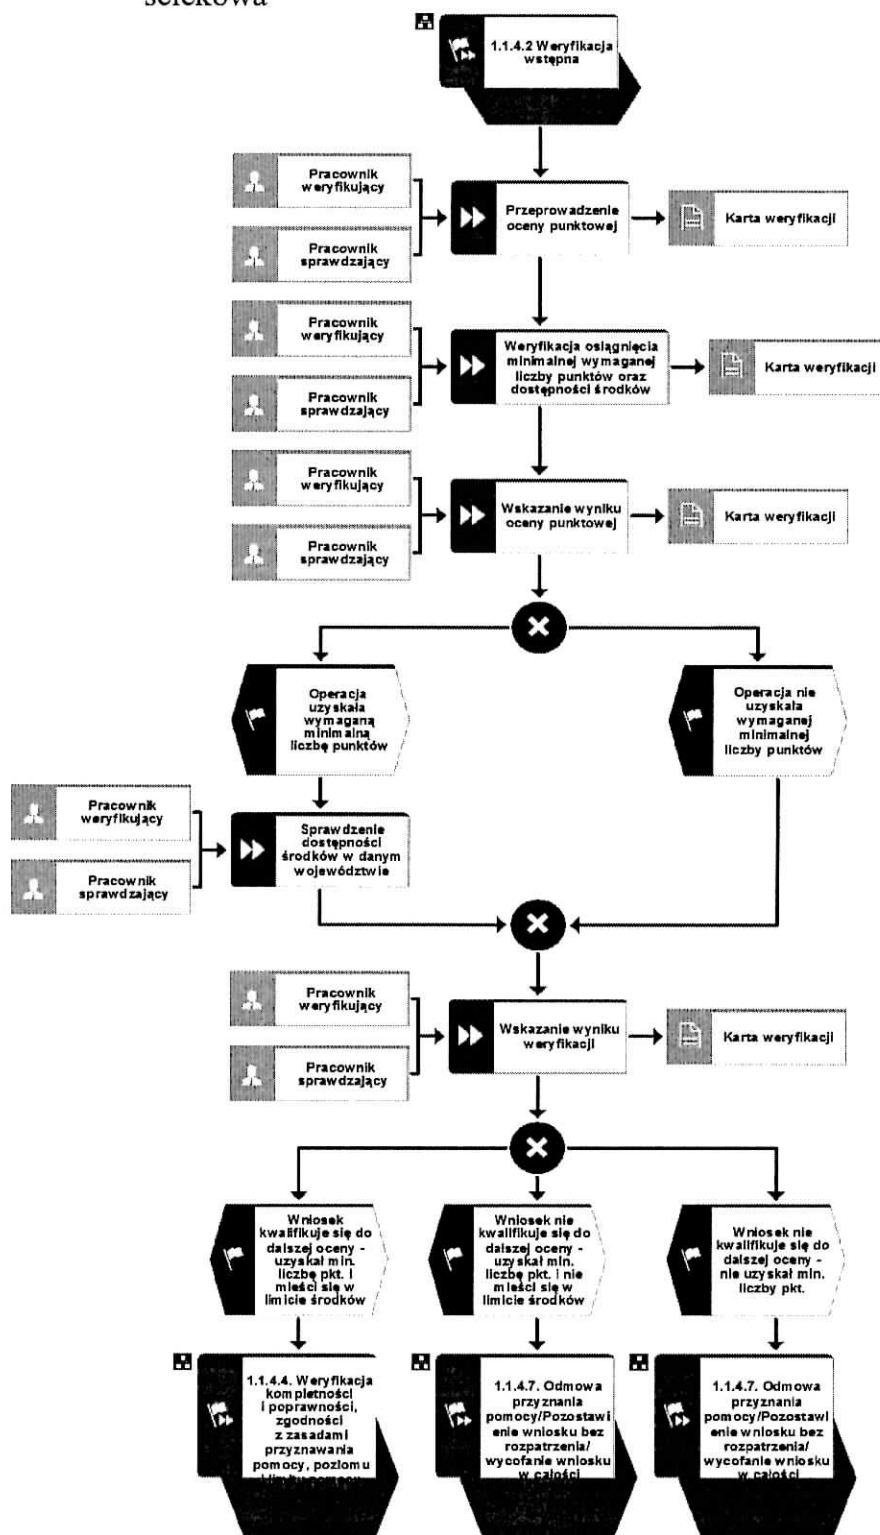 1.1.4.2 Weryfikacja
wstępna
Pracownik
weryfikujący
Przeprowadzenie
oceny punktowej
Karta weryfikacji
Pracownik
sprawdzający
Pracownik
weryfikujący
Weryfikacja osiągnięcia
minimalnej wymaganej
liczby punktów oraz
dostępności środków
Karta weryfikacji
Pracownik
sprawdzający
Pracownik
weryfikujący
Wskazanie wyniku
oceny punktowej
Karta weryfikacji
Pracownik
sprawdzający
Operacja
uzyskała
wymaganą
minimalną
liczbę punktów
Operacja nie
uzyskała
wymaganej
minimalnej
liczby punktów
Pracownik
weryfikujący
Pracownik
sprawdzający
Sprawdzenie
dostępności
środków w danym
województwie
Pracownik
weryfikujący
Wskazanie wyniku
weryfikacji
Karta weryfikacji
Pracownik
sprawdzający
Wniosek
kwalifikuje się do
dalszej oceny -
uzyskał min.
liczbę pkt. i
mieści się w
limicie środków
Wniosek nie
kwalifikuje się do
dalszej oceny -
uzyskał min.
liczbę pkt. i nie
mieści się w
limicie środków
Wniosek nie
kwalifikuje się do
dalszej oceny -
nie uzyskał min.
liczby pkt.
1.1.4.4. Weryfikacja
kompletności
i poprawności,
zgodności
z zasadami
przyznawania
pomocy, poziomu
1.1.4.7. Odmowa
przyznania
pomocy/Pozostawi
enie wniosku bez
rozpatrzenia/
wycofanie wniosku
w całości
1.1.4.7. Odmowa
przyznania
pomocy/Pozostawi
enie wniosku bez
rozpatrzenia/
wycofanie wniosku
w całości